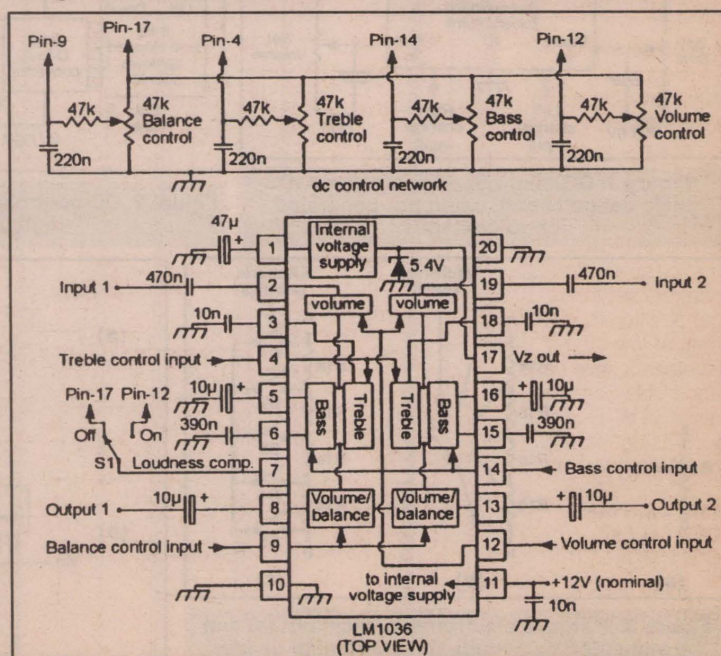 Pin-9 Pin-17 Pin-4 Pin-14 Pin-12
47k 47k Balance control 47k 47k Treble control 47k 47k Bass control 47k 47k Volume control
220n 220n 220n 220n
dc control network
47µ +
1 Internal voltage supply 20
5.4V
470n 2 19 470n
Input 1 Input 2
volume volume
10n 3 18 10n
Treble control input 4 17 Vz out
Pin-17 Pin-12 10µ + 5 16 + 10µ
Bass Treble Treble Bass
Off On 390n 6 15 390n
S1 Loudness comp. 7 14 Bass control input
10µ + 8 Volume/balance Volume/balance 13 + 10µ
Output 1 Output 2
Balance control input 9 12 Volume control input
10 to internal voltage supply 11 +12V (nominal)
10n
LM1036
(TOP VIEW)